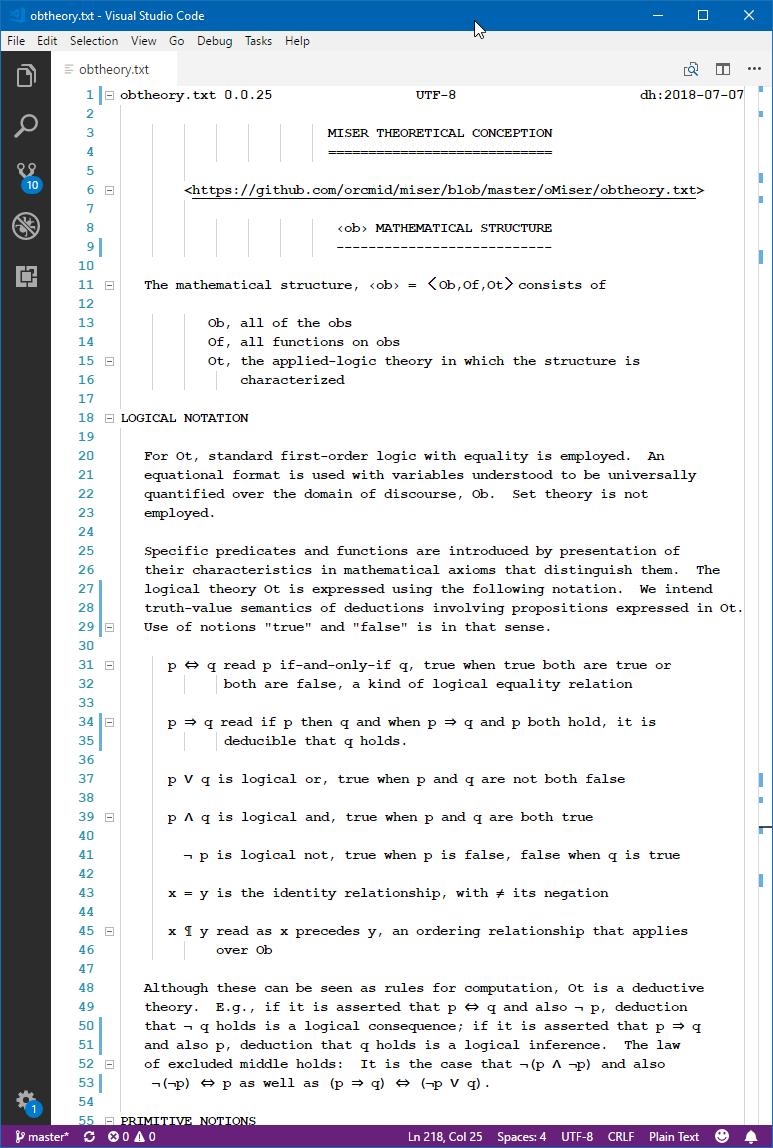 obtheory.txt - Visual Studio Code
File Edit Selection View Go Debug Tasks Help
obtheory.txt
1 obtheory.txt 0.0.25 UTF-8 dh:2018-07-07
2
3 MISER THEORETICAL CONCEPTION
4 ============================
5
6 <https://github.com/orcmid/miser/blob/master/oMiser/obtheory.txt>
7
8 ‹ob› MATHEMATICAL STRUCTURE
9 ---------------------------
10
11 The mathematical structure, ‹ob› = 〈Ob,Of,Ot〉consists of
12
13 Ob, all of the obs
14 Of, all functions on obs
15 Ot, the applied-logic theory in which the structure is
16 characterized
17
18 LOGICAL NOTATION
19
20 For Ot, standard first-order logic with equality is employed.  An
21 equational format is used with variables understood to be universally
22 quantified over the domain of discourse, Ob.  Set theory is not
23 employed.
24
25 Specific predicates and functions are introduced by presentation of
26 their characteristics in mathematical axioms that distinguish them.  The
27 logical theory Ot is expressed using the following notation.  We intend
28 truth-value semantics of deductions involving propositions expressed in Ot.
29 Use of notions "true" and "false" is in that sense.
30
31 p ⇔ q read p if-and-only-if q, true when true both are true or
32 both are false, a kind of logical equality relation
33
34 p ⇒ q read if p then q and when p ⇒ q and p both hold, it is
35 deducible that q holds.
36
37 p ∨ q is logical or, true when p and q are not both false
38
39 p ∧ q is logical and, true when p and q are both true
40
41 ¬ p is logical not, true when p is false, false when q is true
42
43 x = y is the identity relationship, with ≠ its negation
44
45 x ¶ y read as x precedes y, an ordering relationship that applies
46 over Ob
47
48 Although these can be seen as rules for computation, Ot is a deductive
49 theory.  E.g., if it is asserted that p ⇔ q and also ¬ p, deduction
50 that ¬ q holds is a logical consequence; if it is asserted that p ⇒ q
51 and also p, deduction that q holds is a logical inference.  The law
52 of excluded middle holds:  It is the case that ¬(p ∧ ¬p) and also
53 ¬(¬p) ⇔ p as well as (p ⇒ q) ⇔ (¬p ∨ q).
54
55 PRIMITIVE NOTIONS
10
1
master* 0 0 Ln 218, Col 25 Spaces: 4 UTF-8 CRLF Plain Text